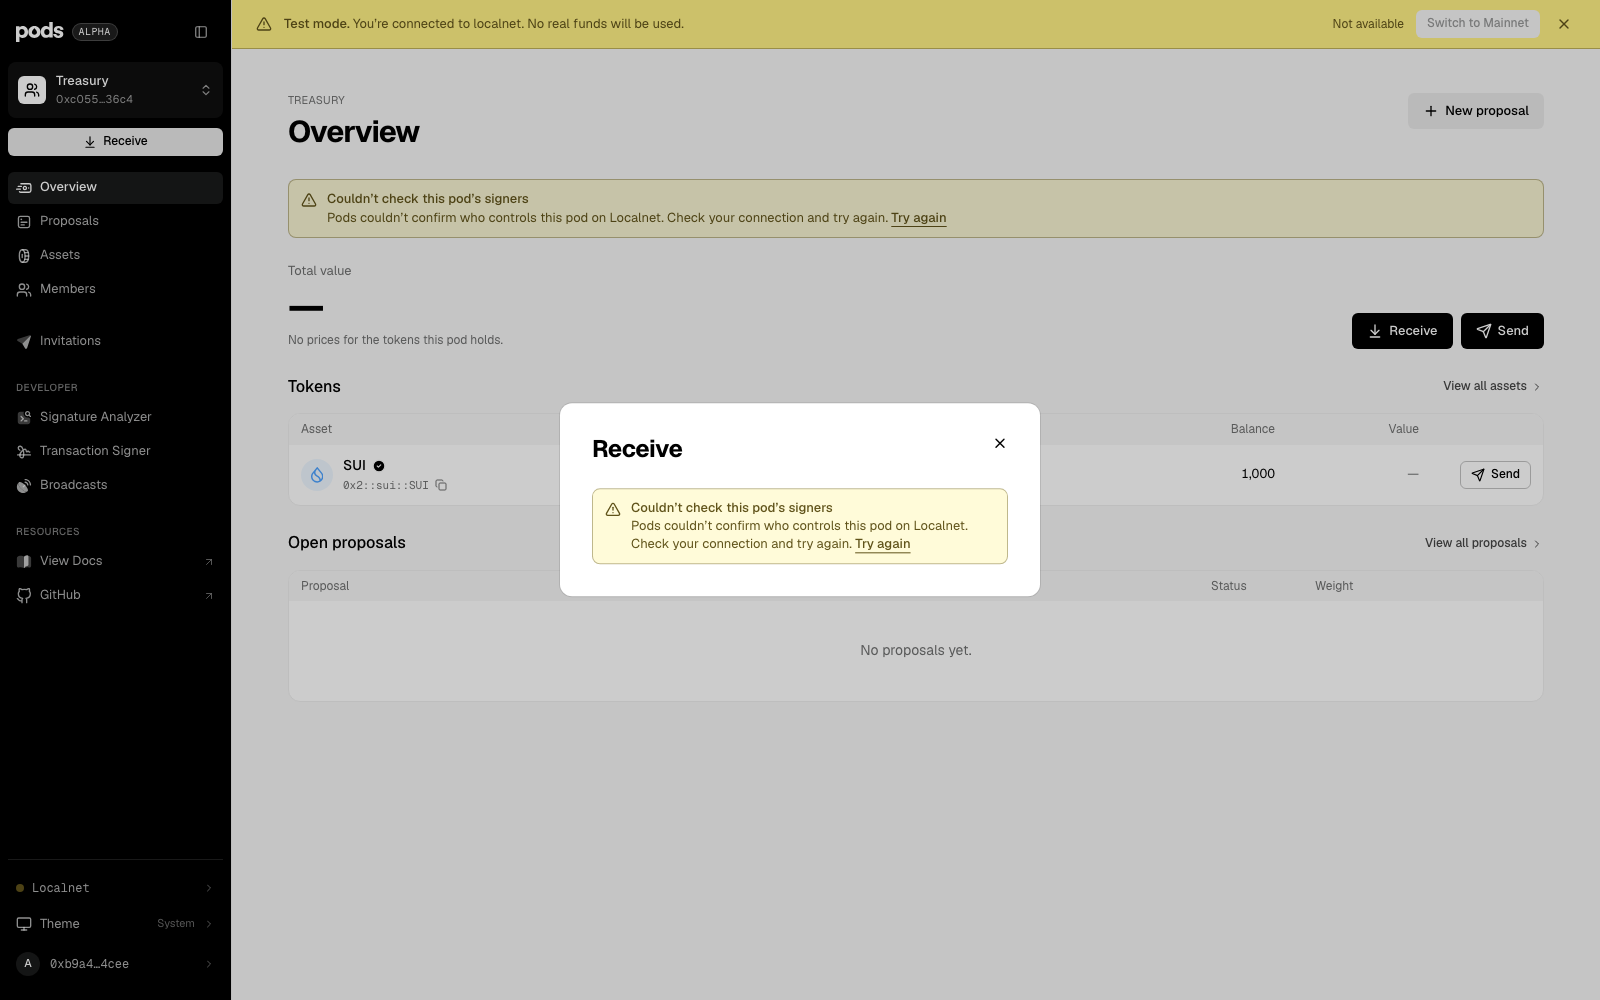 pods ALPHA
Treasury
0xc055…36c4
Receive
Overview
Proposals
Assets
Members
Invitations
DEVELOPER
Signature Analyzer
Transaction Signer
Broadcasts
RESOURCES
View Docs
GitHub
Localnet
Theme System
A 0xb9a4…4cee
Test mode. You're connected to localnet. No real funds will be used.
Not available Switch to Mainnet
TREASURY
Overview
New proposal
Couldn't check this pod's signers
Pods couldn't confirm who controls this pod on Localnet. Check your connection and try again. Try again
Total value
—
No prices for the tokens this pod holds.
Receive Send
Tokens View all assets
Asset Balance Value
SUI 1,000 — Send
0x2::sui::SUI
Open proposals View all proposals
Proposal Status Weight
No proposals yet.
Receive
Couldn't check this pod's signers
Pods couldn't confirm who controls this pod on Localnet.
Check your connection and try again. Try again